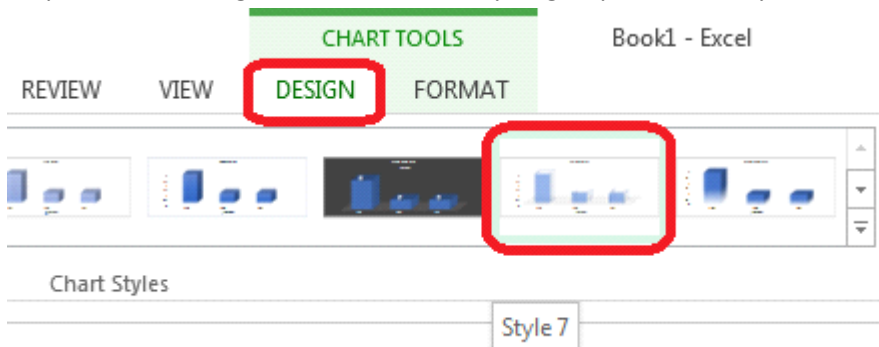 CHART TOOLS Book1 - Excel
REVIEW VIEW DESIGN FORMAT
Chart Styles
Style 7